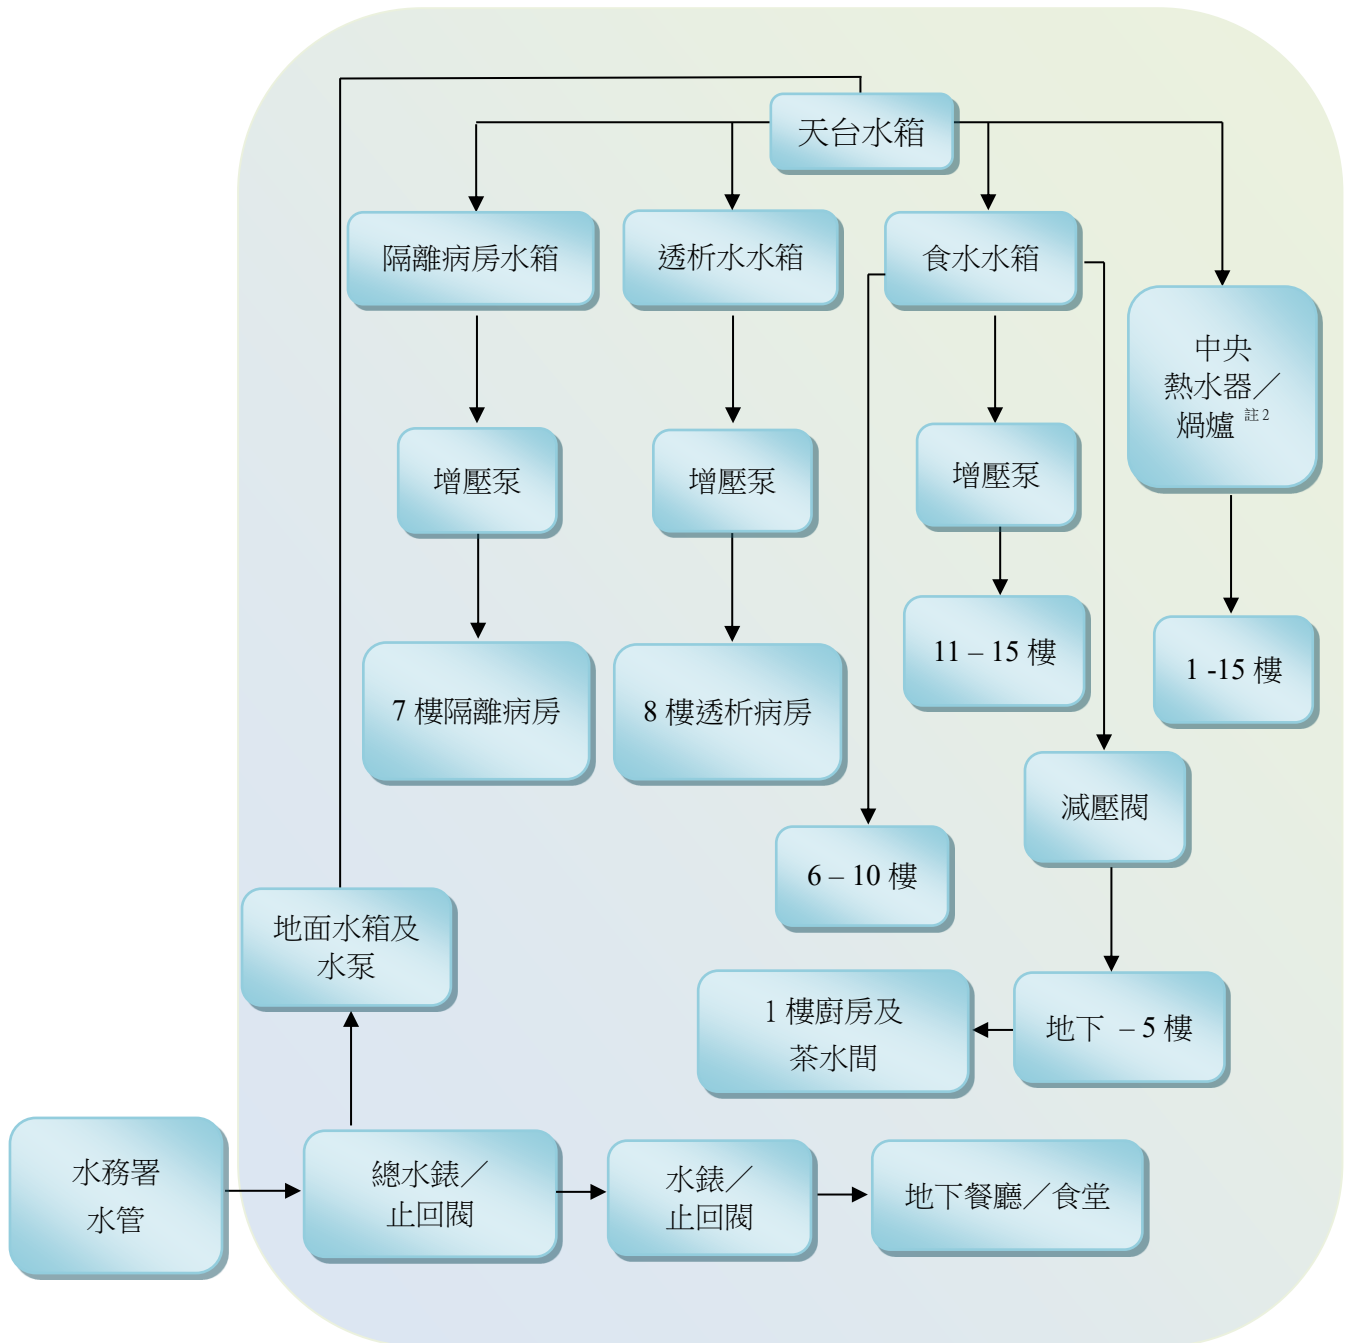 天台水箱
隔離病房水箱
透析水水箱
食水水箱
中央
熱水器／
煱爐 註2
增壓泵
增壓泵
增壓泵
11 – 15 樓
1 -15 樓
7 樓隔離病房
8 樓透析病房
減壓閥
6 – 10 樓
地面水箱及
水泵
1 樓廚房及
茶水間
地下 – 5 樓
水務署
水管
總水錶／
止回閥
水錶／
止回閥
地下餐廳／食堂